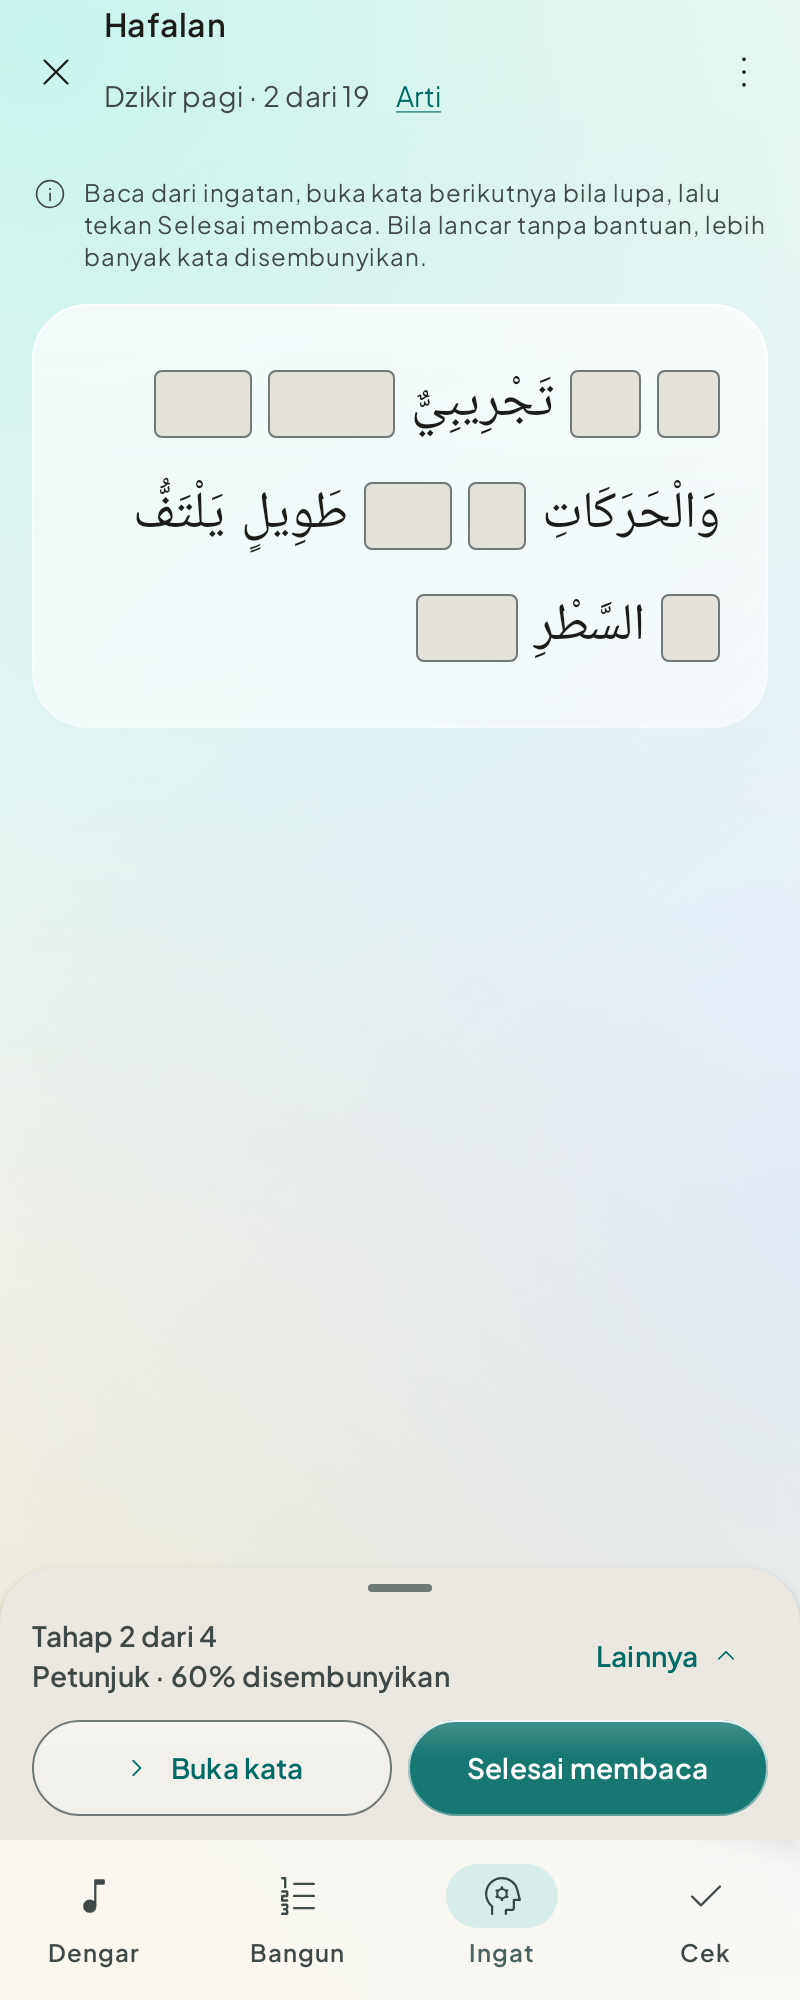 Hafalan
Dzikir pagi · 2 dari 19 Arti
Baca dari ingatan, buka kata berikutnya bila lupa, lalu
tekan Selesai membaca. Bila lancar tanpa bantuan, lebih
banyak kata disembunyikan.
تَجْرِيبِيٌّ
وَالْحَرَكَاتِ طَوِيلٍ يَلْتَفُّ
السَّطْرِ
Tahap 2 dari 4
Petunjuk · 60% disembunyikan
Lainnya
Buka kata
Selesai membaca
Dengar
Bangun
Ingat
Cek